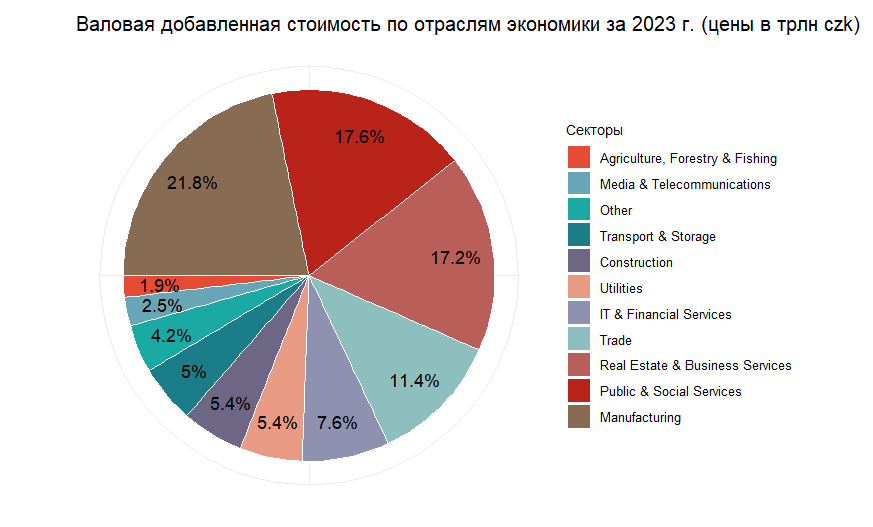 Валовая добавленная стоимость по отраслям экономики за 2023 г. (цены в трлн czk)
17.6%
21.8%
17.2%
1.9%
2.5%
4.2%
5%
5.4%
5.4%
7.6%
11.4%
Секторы
Agriculture, Forestry & Fishing
Media & Telecommunications
Other
Transport & Storage
Construction
Utilities
IT & Financial Services
Trade
Real Estate & Business Services
Public & Social Services
Manufacturing